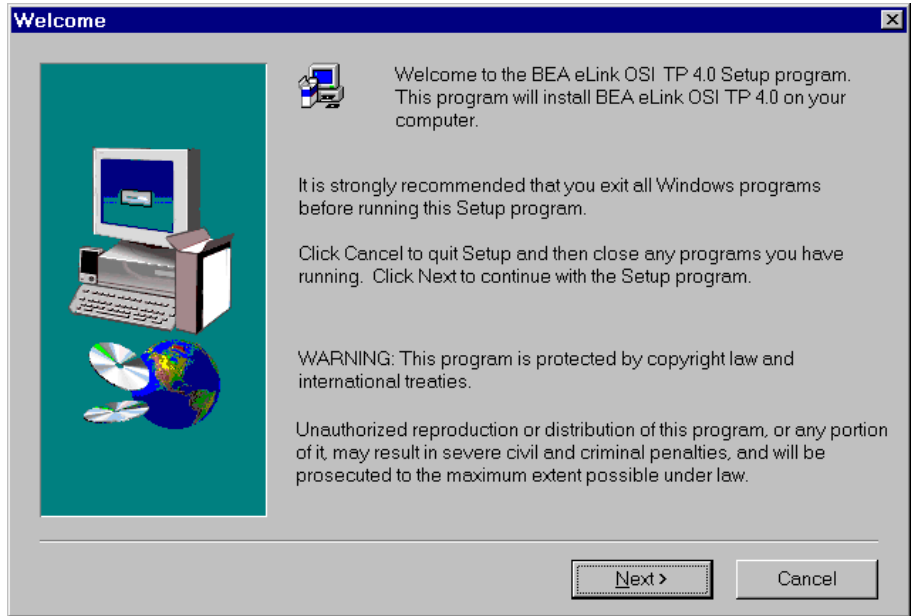 Welcome
Welcome to the BEA eLink OSI TP 4.0 Setup program.
This program will install BEA eLink OSI TP 4.0 on your
computer.
It is strongly recommended that you exit all Windows programs
before running this Setup program.
Click Cancel to quit Setup and then close any programs you have
running. Click Next to continue with the Setup program.
WARNING: This program is protected by copyright law and
international treaties.
Unauthorized reproduction or distribution of this program, or any portion
of it, may result in severe civil and criminal penalties, and will be
prosecuted to the maximum extent possible under law.
Next >
Cancel